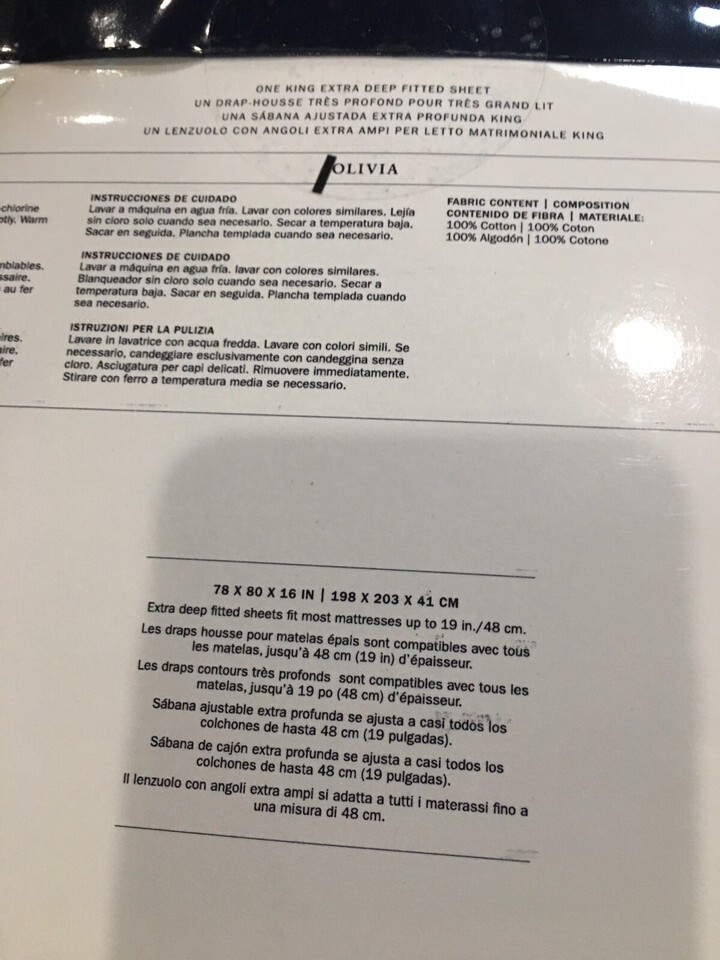 ONE KING EXTRA DEEP FITTED SHEET
UN DRAP-HOUSSE TRÈS PROFOND POUR TRÈS GRAND LIT
UNA SÁBANA AJUSTADA EXTRA PROFUNDA KING
UN LENZUOLO CON ANGOLI EXTRA AMPI PER LETTO MATRIMONIALE KING
OLIVIA
chlorine
ptly. Warm
mblables.
ssaire.
au fer
ires.
aire.
fer
INSTRUCCIONES DE CUIDADO
Lavar a máquina en agua fría. Lavar con colores similares. Lejía
sin cloro solo cuando sea necesario. Secar a temperatura baja.
Sacar en seguida. Plancha templada cuando sea necesario.
INSTRUCCIONES DE CUIDADO
Lavar a máquina en agua fría. lavar con colores similares.
Blanqueador sin cloro solo cuando sea necesario. Secar a
temperatura baja. Sacar en seguida. Plancha templada cuando
sea necesario.
ISTRUZIONI PER LA PULIZIA
Lavare in lavatrice con acqua fredda. Lavare con colori simili. Se
necessario, candeggiare esclusivamente con candeggina senza
cloro. Asciugatura per capi delicati. Rimuovere immediatamente.
Stirare con ferro a temperatura media se necessario.
FABRIC CONTENT | COMPOSITION
CONTENIDO DE FIBRA | MATERIALE:
100% Cotton | 100% Coton
100% Algodón | 100% Cotone
78 X 80 X 16 IN | 198 X 203 X 41 CM
Extra deep fitted sheets fit most mattresses up to 19 in./48 cm.
Les draps housse pour matelas épais sont compatibles avec tous
les matelas, jusqu'à 48 cm (19 in) d'épaisseur.
Les draps contours très profonds sont compatibles avec tous les
matelas, jusqu'à 19 po (48 cm) d'épaisseur.
Sábana ajustable extra profunda se ajusta a casi todos los
colchones de hasta 48 cm (19 pulgadas).
Sábana de cajón extra profunda se ajusta a casi todos los
colchones de hasta 48 cm (19 pulgadas).
Il lenzuolo con angoli extra ampi si adatta a tutti i materassi fino a
una misura di 48 cm.